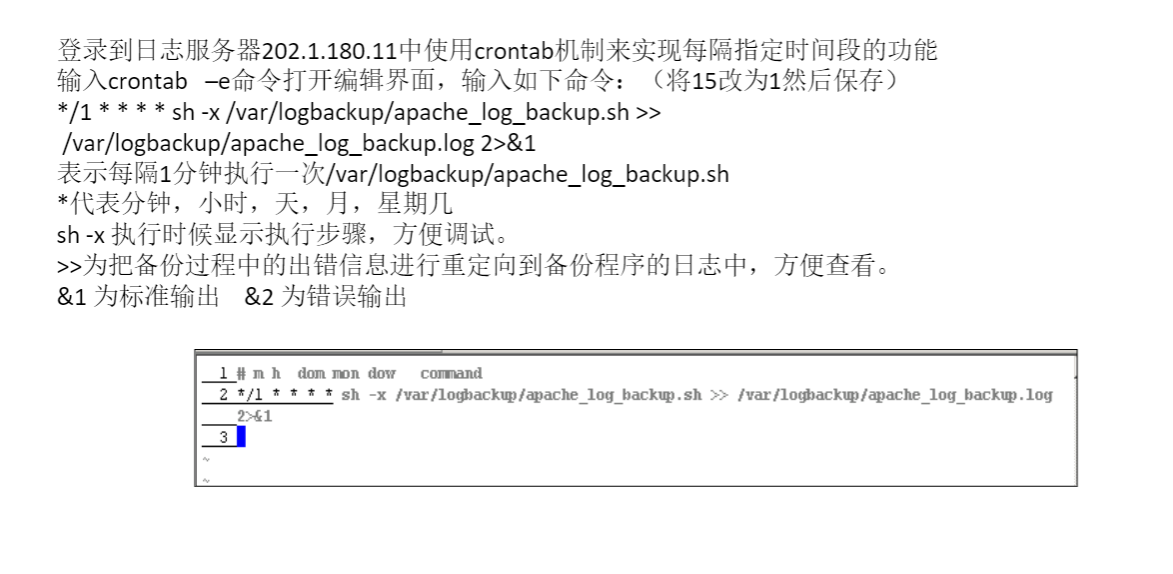 登录到日志服务器202.1.180.11中使用crontab机制来实现每隔指定时间段的功能
输入crontab –e命令打开编辑界面，输入如下命令：（将15改为1然后保存）
*/1 * * * * sh -x /var/logbackup/apache_log_backup.sh >>
/var/logbackup/apache_log_backup.log 2>&1
表示每隔1分钟执行一次/var/logbackup/apache_log_backup.sh
*代表分钟，小时，天，月，星期几
sh -x 执行时候显示执行步骤，方便调试。
>>为把备份过程中的出错信息进行重定向到备份程序的日志中，方便查看。
&1 为标准输出 &2 为错误输出
1 # m h dom mon dow command
2 */1 * * * * sh -x /var/logbackup/apache_log_backup.sh >> /var/logbackup/apache_log_backup.log
2>&1
3
~
~